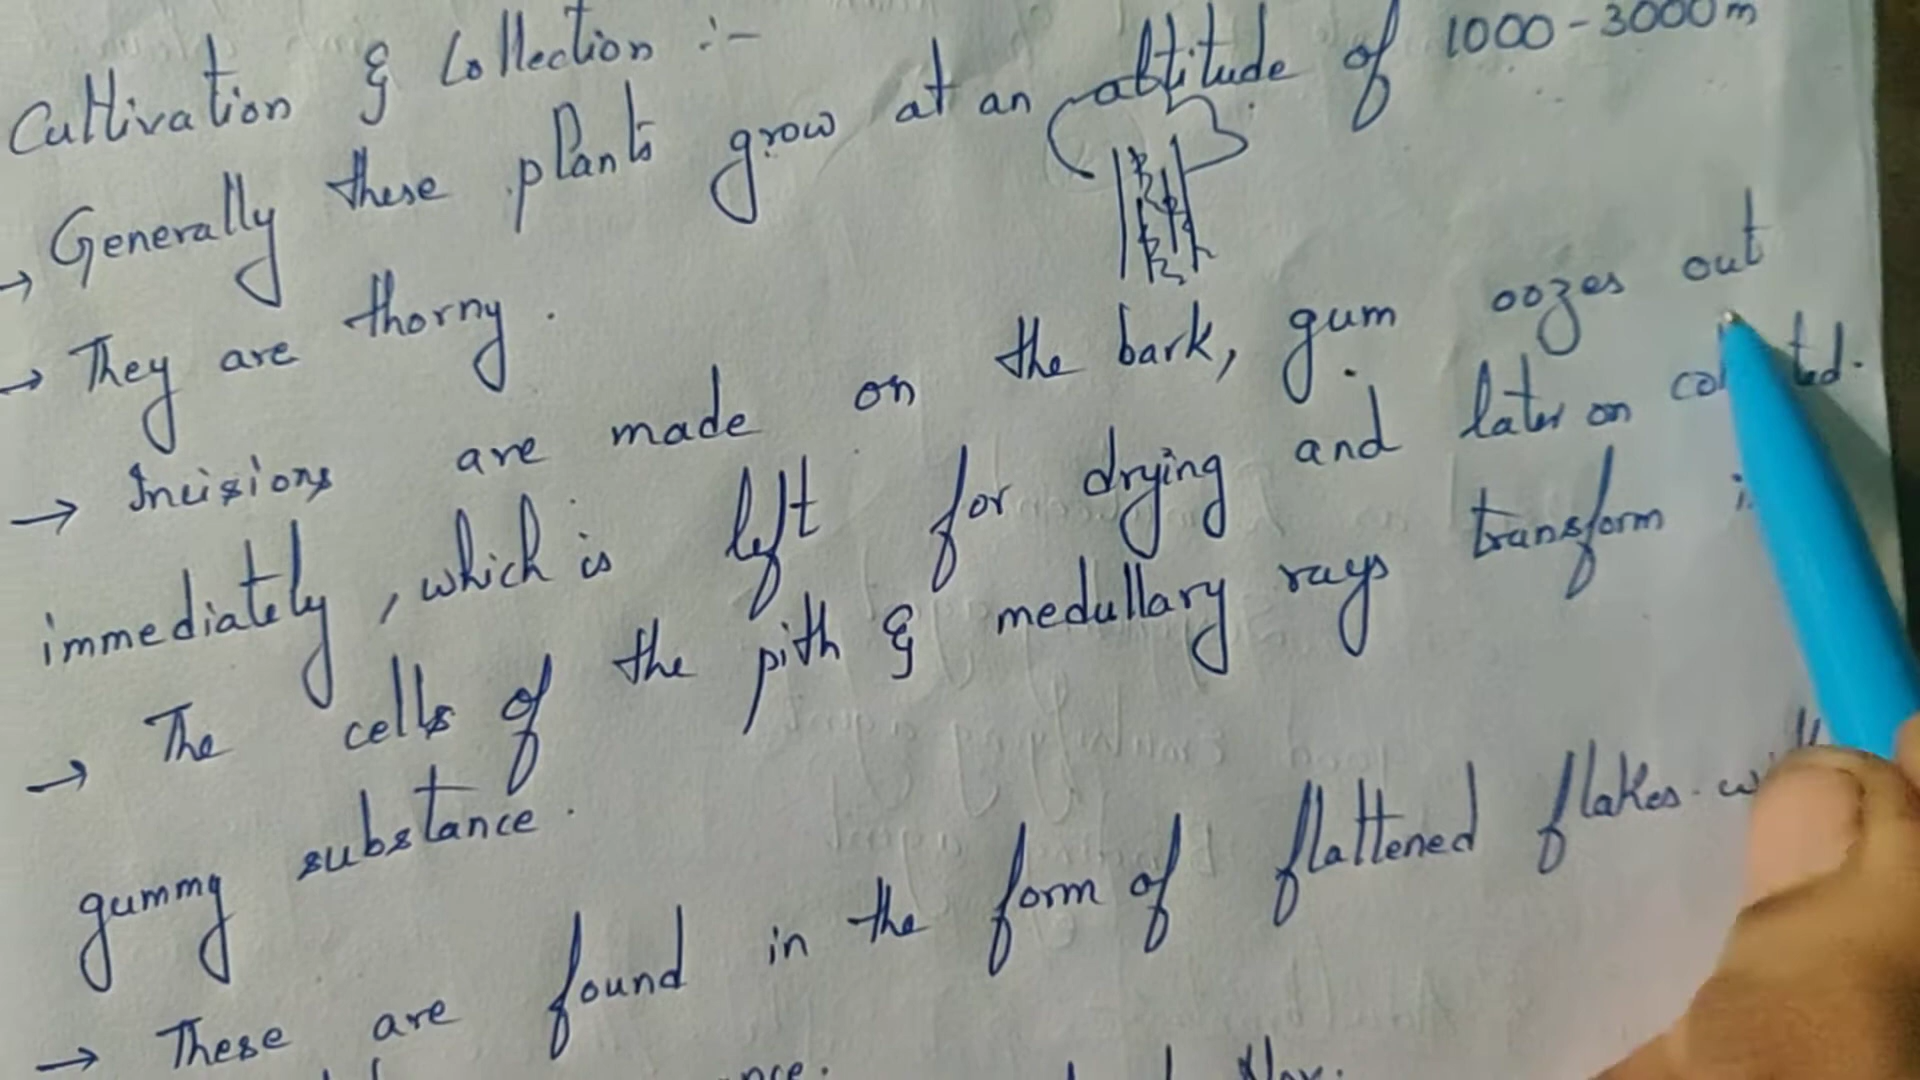 Cultivation & Collection :-
→ Generally these plants grow at an altitude of 1000-3000m
→ They are thorny.
→ Incisions are made on the bark, gum oozes out
immediately, which is left for drying and later on
→ The cells of the pith & medullary rays transform
gummy substance.
→ These are found in the form of flattened flakes.